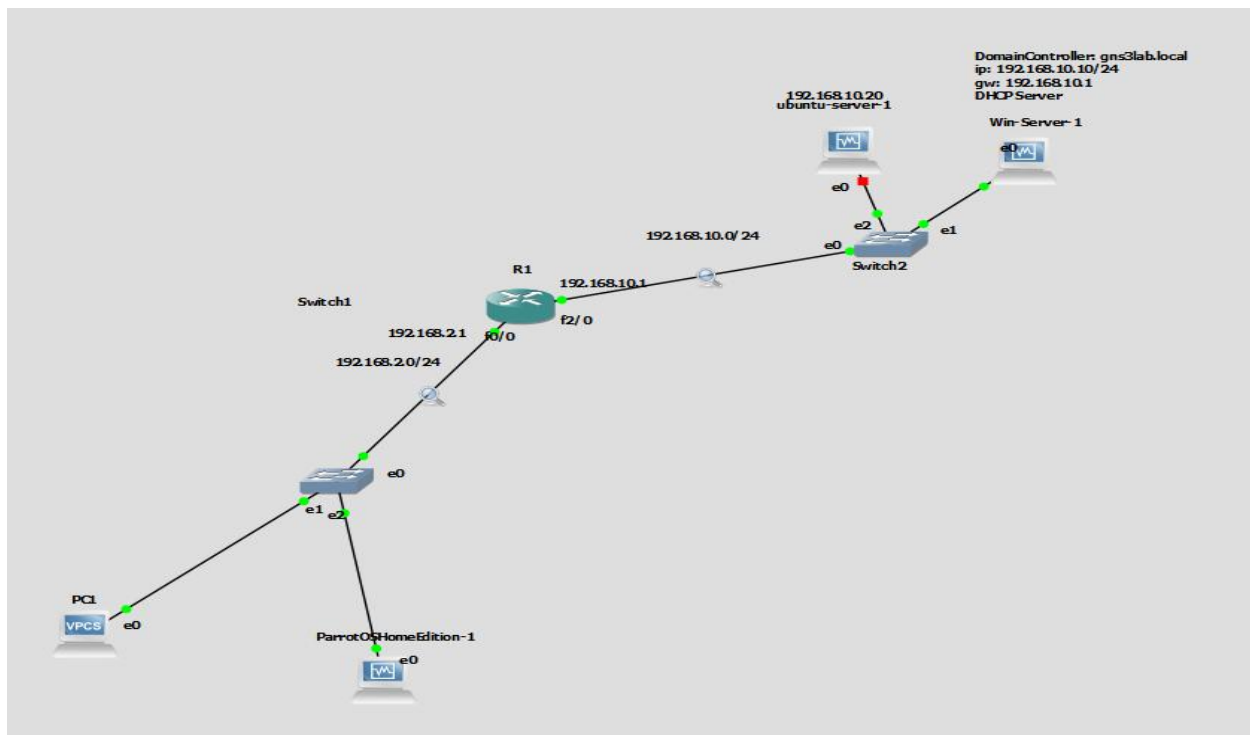 DomainController: gns3lab.local
ip: 192.168.10.10/24
gw: 192.168.10.1
DHCP Server
192.168.10.20
ubuntu-server-1
Win-Server-1
e0
e0
e2
e1
192.168.10.0/24
e0
Switch2
R1
192.168.10.1
Switch1
f2/0
192.168.2.1
f0/0
192.168.2.0/24
e0
e1
e2
PC1
VPCS
e0
ParrotOSHomeEdition-1
e0